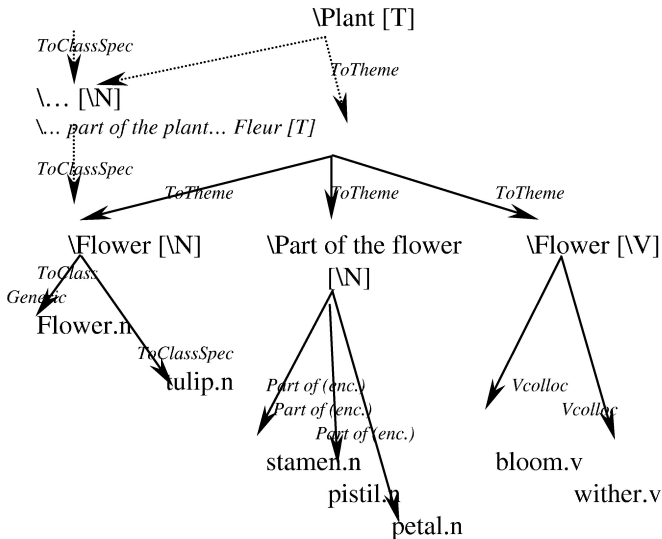 \Plant [T]
ToClassSpec
ToTheme
\... [\N]
\... part of the plant... Fleur [T]
ToClassSpec
ToTheme
ToTheme
ToTheme
\Flower [\N]
\Part of the flower
[\N]
\Flower [\V]
ToClass
Generic
Flower.n
ToClassSpec
tulip.n
Part of (enc.)
Part of (enc.)
Part of (enc.)
Vcolloc
Vcolloc
stamen.n
pistil.n
petal.n
bloom.v
wither.v